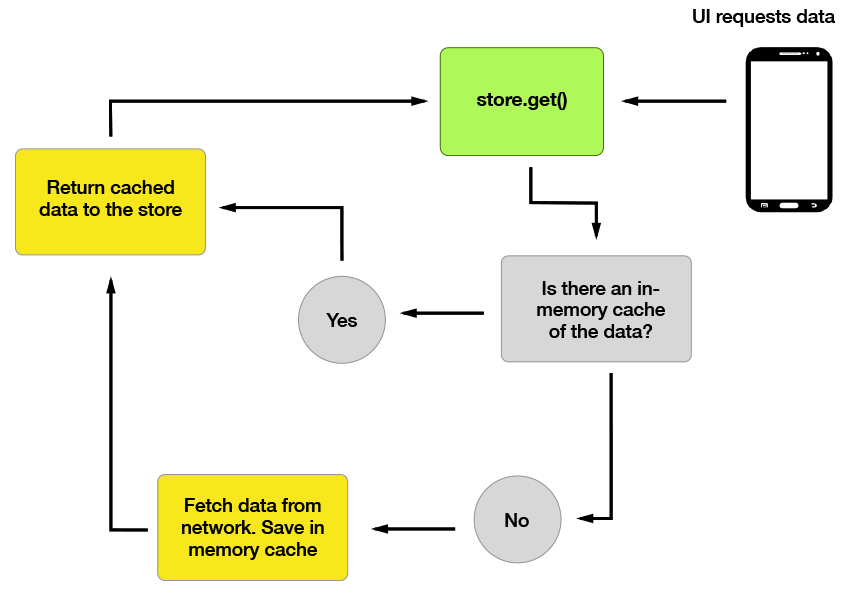 UI requests data
store.get()
Return cached
data to the store
Is there an in-
memory cache
of the data?
Yes
No
Fetch data from
network. Save in
memory cache